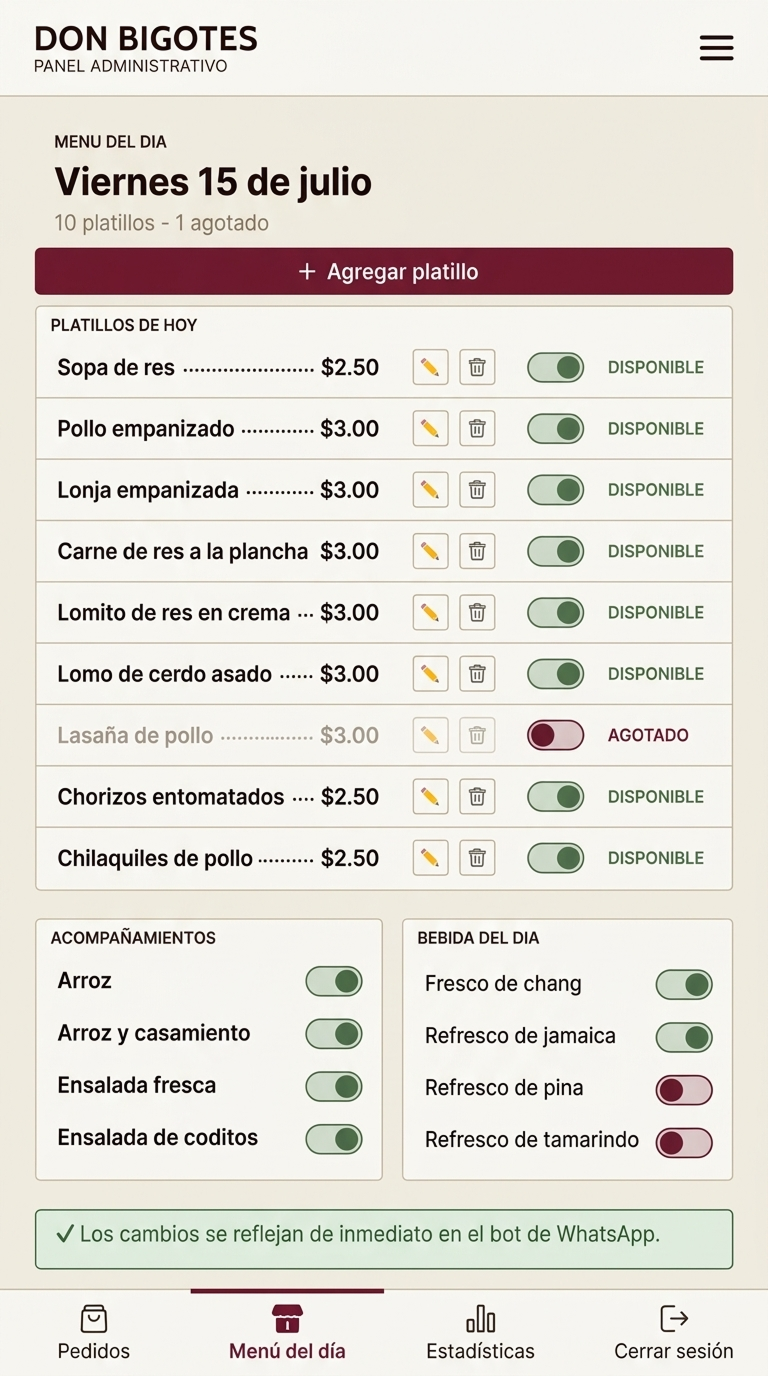 DON BIGOTES
PANEL ADMINISTRATIVO
MENU DEL DIA
Viernes 15 de julio
10 platillos - 1 agotado
+ Agregar platillo
PLATILLOS DE HOY
Sopa de res ........................ $2.50 DISPONIBLE
Pollo empanizado ............. $3.00 DISPONIBLE
Lonja empanizada ............ $3.00 DISPONIBLE
Carne de res a la plancha $3.00 DISPONIBLE
Lomito de res en crema ... $3.00 DISPONIBLE
Lomo de cerdo asado ...... $3.00 DISPONIBLE
Lasaña de pollo ................. $3.00 AGOTADO
Chorizos entomatados .... $2.50 DISPONIBLE
Chilaquiles de pollo .......... $2.50 DISPONIBLE
ACOMPAÑAMIENTOS
Arroz
Arroz y casamiento
Ensalada fresca
Ensalada de coditos
BEBIDA DEL DIA
Fresco de chang
Refresco de jamaica
Refresco de pina
Refresco de tamarindo
✓ Los cambios se reflejan de inmediato en el bot de WhatsApp.
Pedidos
Menú del día
Estadísticas
Cerrar sesión